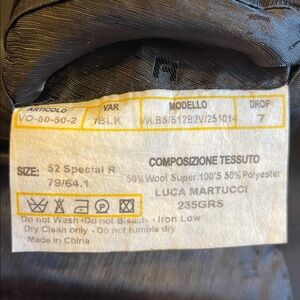 ARTICOLO VAR MODELLO DROP
VO-50-50-2 1BLK VI/LBS/S12B2V/251014 7
SIZE: 52 Special R
79/64.1
COMPOSIZIONE TESSUTO
50% Wool Super 100'S 50% Polyester
LUCA MARTUCCI
235GRS
Do not Wash · Do not Bleach · Iron Low
Dry Clean only · Do not tumble dry
Made in China